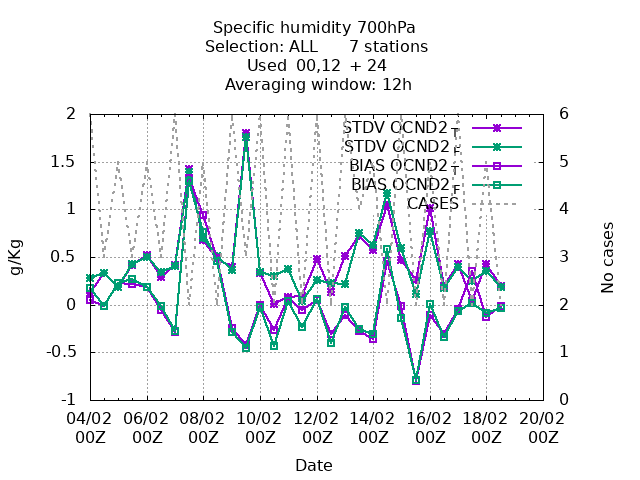 Specific humidity 700hPa
Selection: ALL 7 stations
Used 00,12 + 24
Averaging window: 12h
STDV OCND2_T
STDV OCND2_F
BIAS OCND2_T
BIAS OCND2_F
CASES
g/Kg
2
1.5
1
0.5
0
-0.5
-1
No cases
6
5
4
3
2
1
0
04/02 06/02 08/02 10/02 12/02 14/02 16/02 18/02 20/02
00Z 00Z 00Z 00Z 00Z 00Z 00Z 00Z 00Z
Date